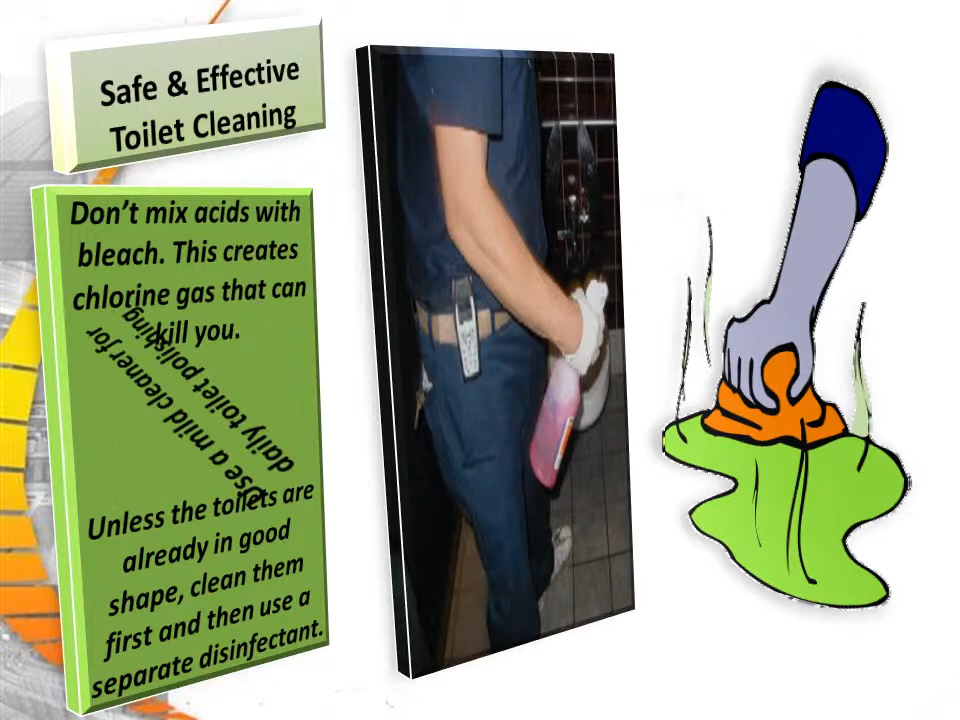 Safe & Effective
Toilet Cleaning
Don't mix acids with
bleach. This creates
chlorine gas that can
kill you.
Use a mild cleaner for
daily toilet polishing
Unless the toilets are
already in good
shape, clean them
first and then use a
separate disinfectant.